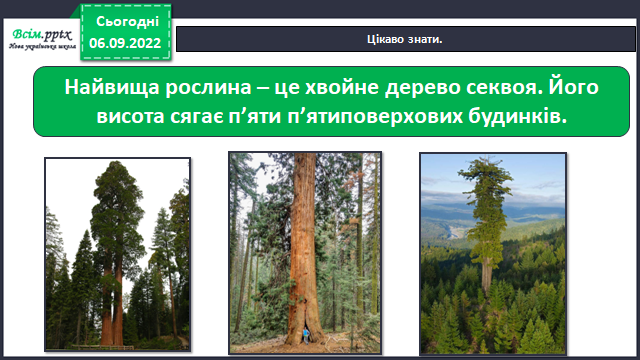 Всім.pptx
Нова українська школа
Сьогодні
06.09.2022
Цікаво знати.
Найвища рослина – це хвойне дерево секвоя. Його
висота сягає п’яти п’ятиповерхових будинків.